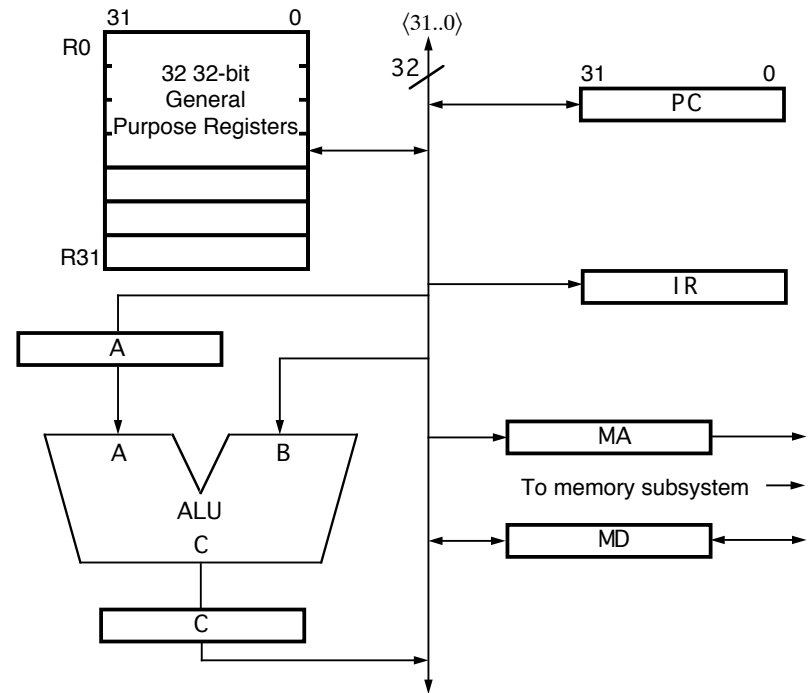 31 0
R0
32 32-bit
General
Purpose Registers
R31
⟨31..0⟩
32
31 0
PC
IR
A
A B
ALU
C
C
MA
To memory subsystem
MD